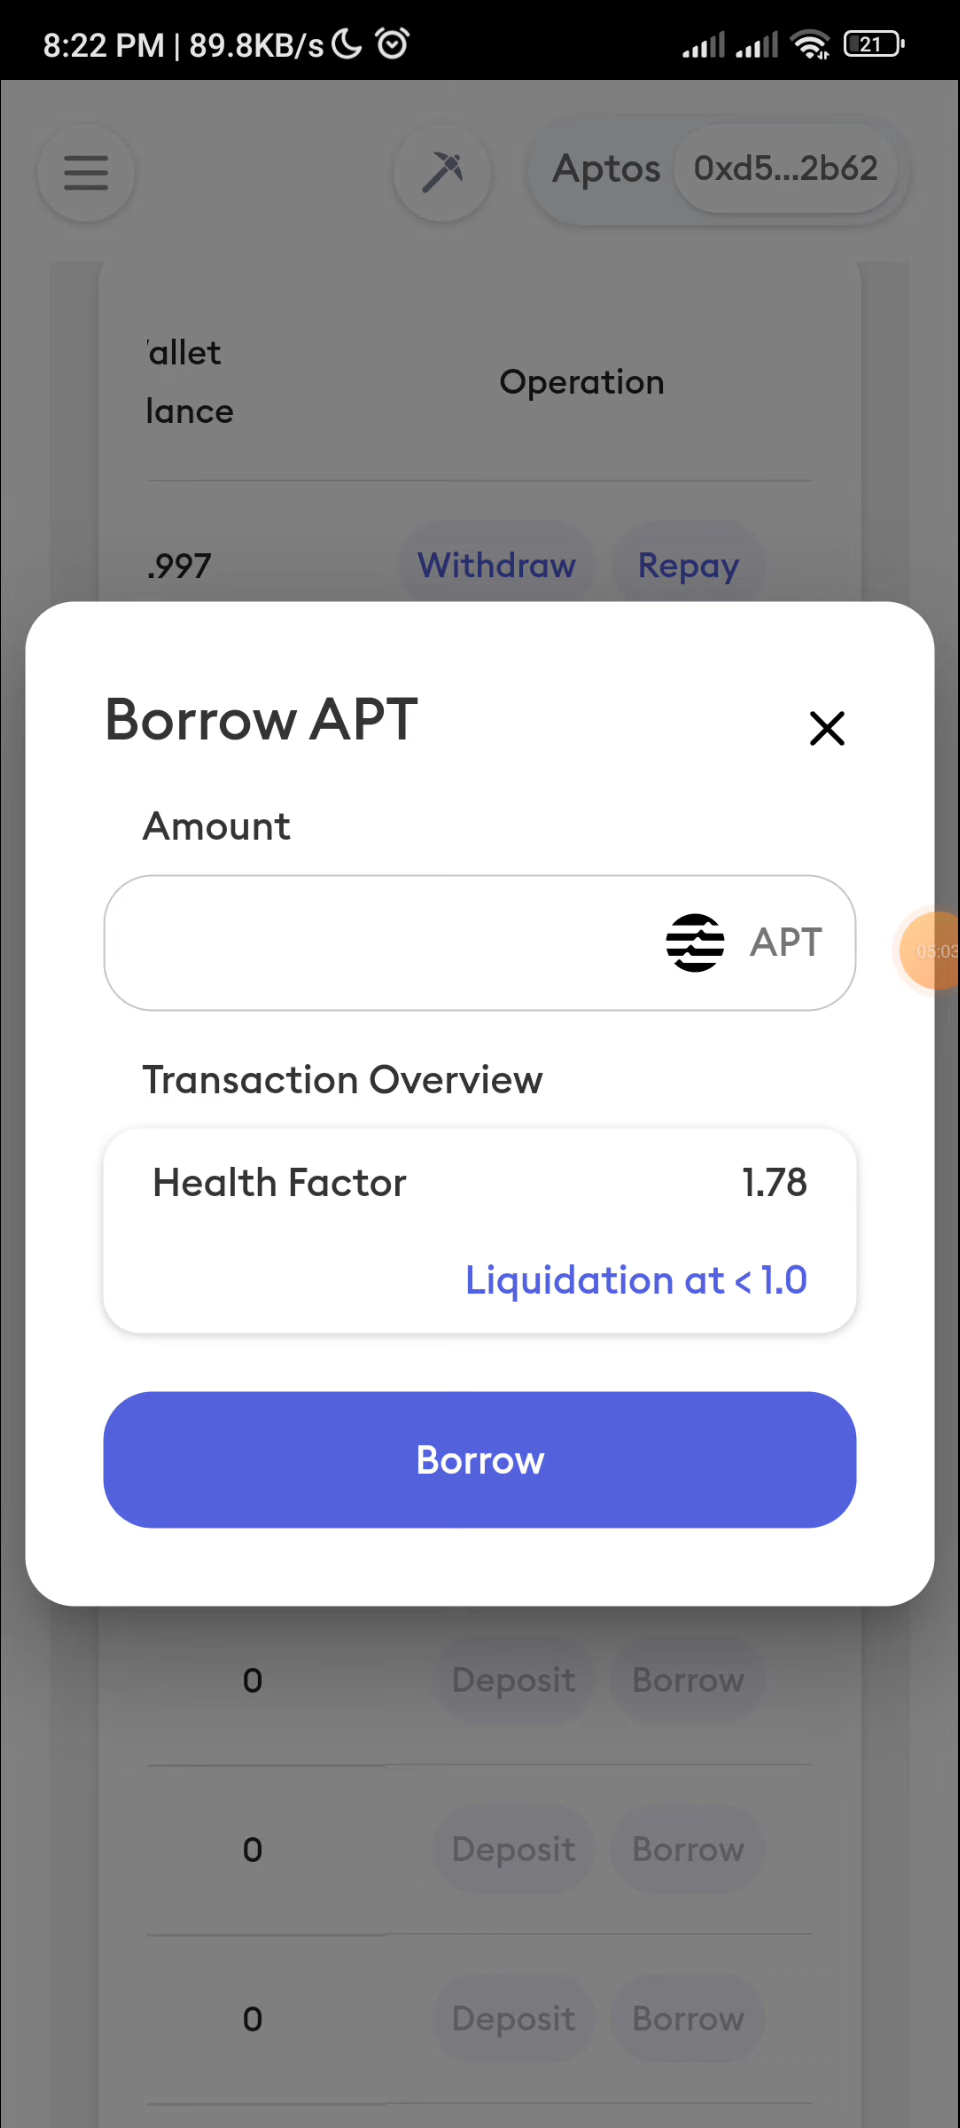 8:22 PM | 89.8KB/s 21
Aptos 0xd5...2b62
allet
lance
Operation
.997 Withdraw Repay
Borrow APT
Amount
APT
05:03
Transaction Overview
Health Factor 1.78
Liquidation at < 1.0
Borrow
0 Deposit Borrow
0 Deposit Borrow
0 Deposit Borrow